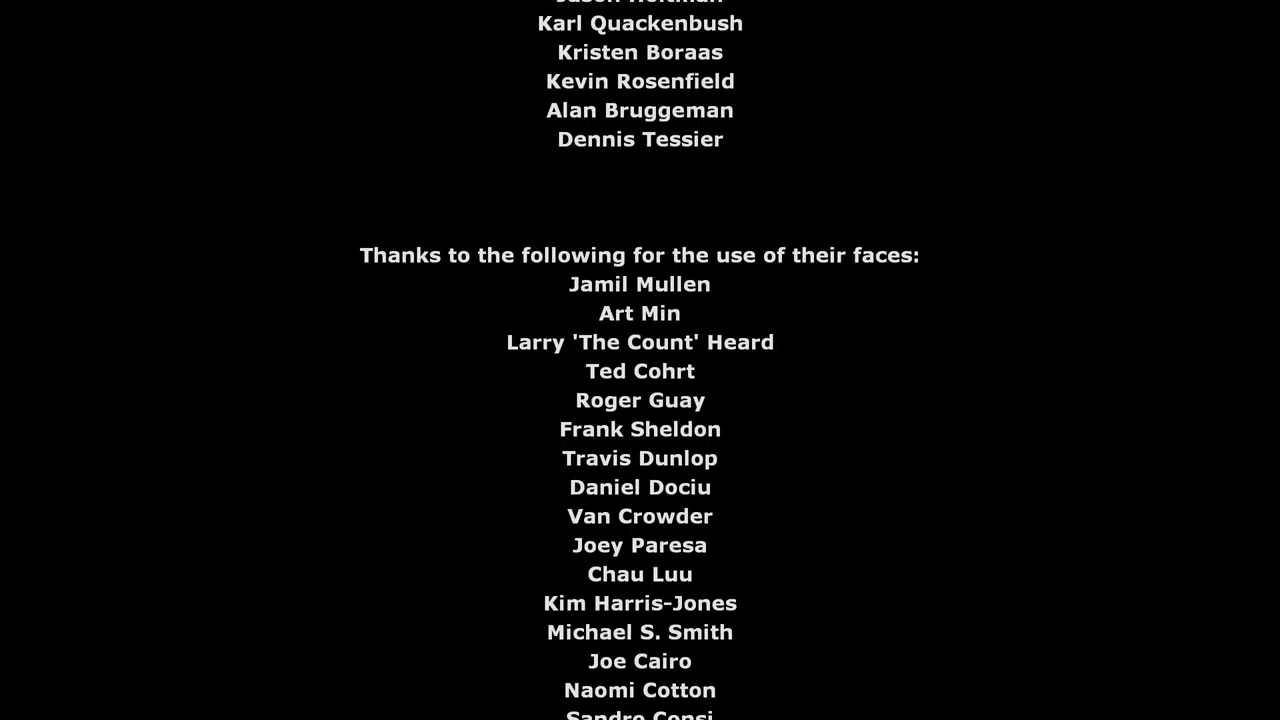 Karl Quackenbush
Kristen Boraas
Kevin Rosenfield
Alan Bruggeman
Dennis Tessier
Thanks to the following for the use of their faces:
Jamil Mullen
Art Min
Larry 'The Count' Heard
Ted Cohrt
Roger Guay
Frank Sheldon
Travis Dunlop
Daniel Dociu
Van Crowder
Joey Paresa
Chau Luu
Kim Harris-Jones
Michael S. Smith
Joe Cairo
Naomi Cotton